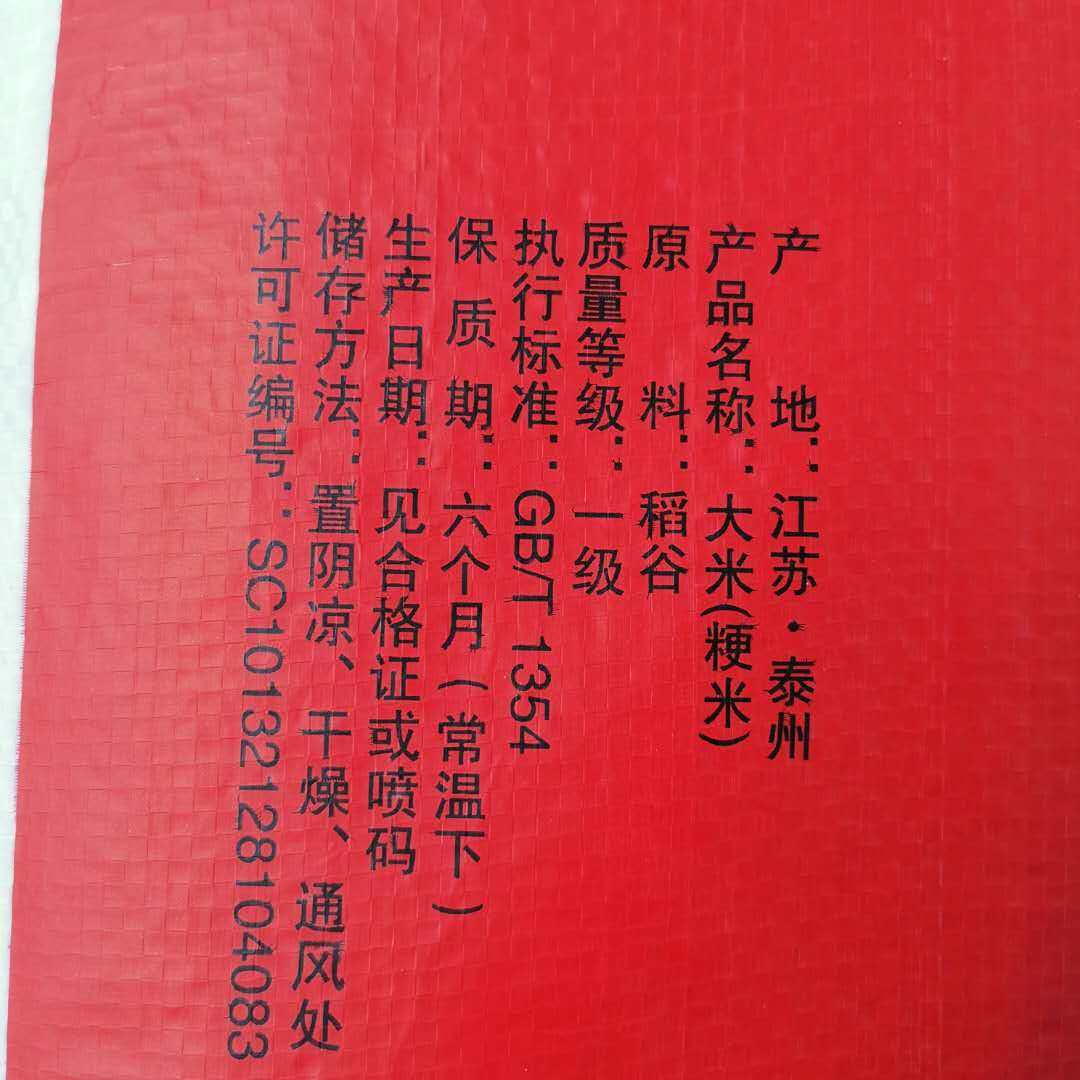 产地：江苏·泰州
产品名称：大米(粳米)
原料：稻谷
质量等级：一级
执行标准：GB/T 1354
保质期：六个月(常温下)
生产日期：见合格证或喷码
储存方法：置阴凉、干燥、通风处
许可证编号：SC10132128104083